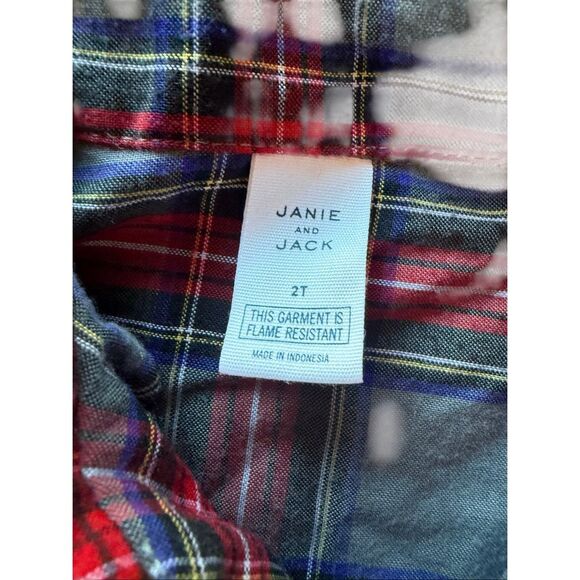 JANIE
AND
JACK
2T
THIS GARMENT IS
FLAME RESISTANT
MADE IN INDONESIA